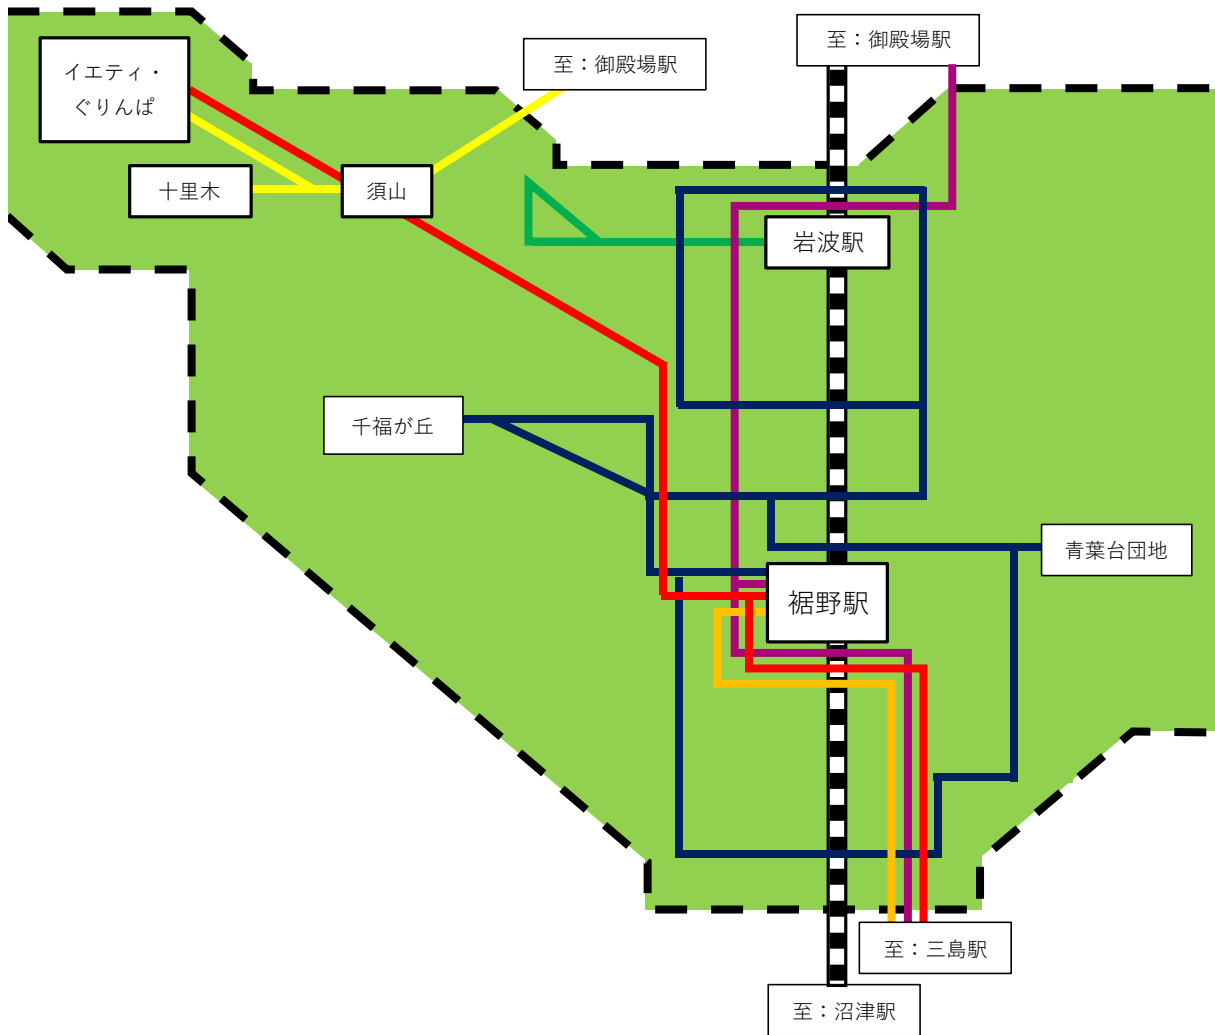 至：御殿場駅
至：御殿場駅
イエティ・
ぐりんぱ
十里木
須山
岩波駅
千福が丘
青葉台団地
裾野駅
至：三島駅
至：沼津駅